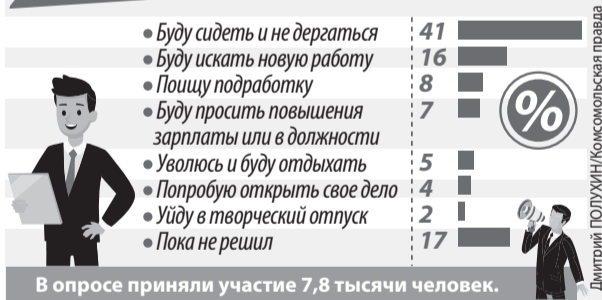 • Буду сидеть и не дергаться 41
• Буду искать новую работу 16
• Поищу подработку 8
• Буду просить повышения 7
зарплаты или в должности
• Уволюсь и буду отдыхать 5
• Попробую открыть свое дело 4
• Уйду в творческий отпуск 2
• Пока не решил 17
%
В опросе приняли участие 7,8 тысячи человек.
Дмитрий ПОЛУХИН/Комсомольская правда